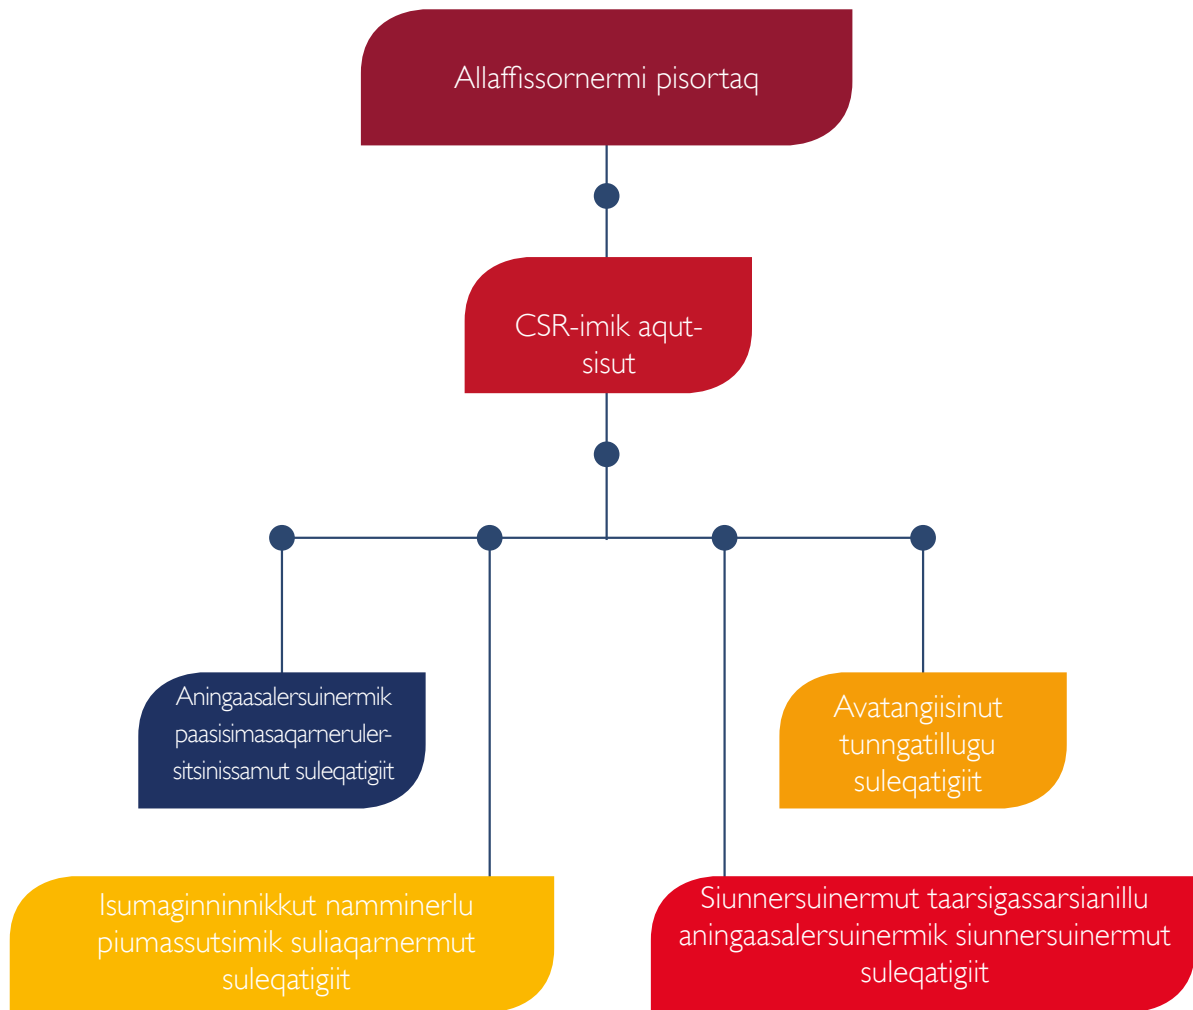 Allaffissornermi pisortaq
CSR-imik aqut-
sisut
Aningaasalersuinermik
paasisimasaqarneruler-
sitsinissamut suleqatigiit
Avatangiisinut
tunngatillugu
suleqatigiit
Isumaginninnikkut namminerlu
piumassutsimik suliaqarnermut
suleqatigiit
Siunnersuinermut taarsigassarsianillu
aningaasalersuinermik siunnersuinermut
suleqatigiit